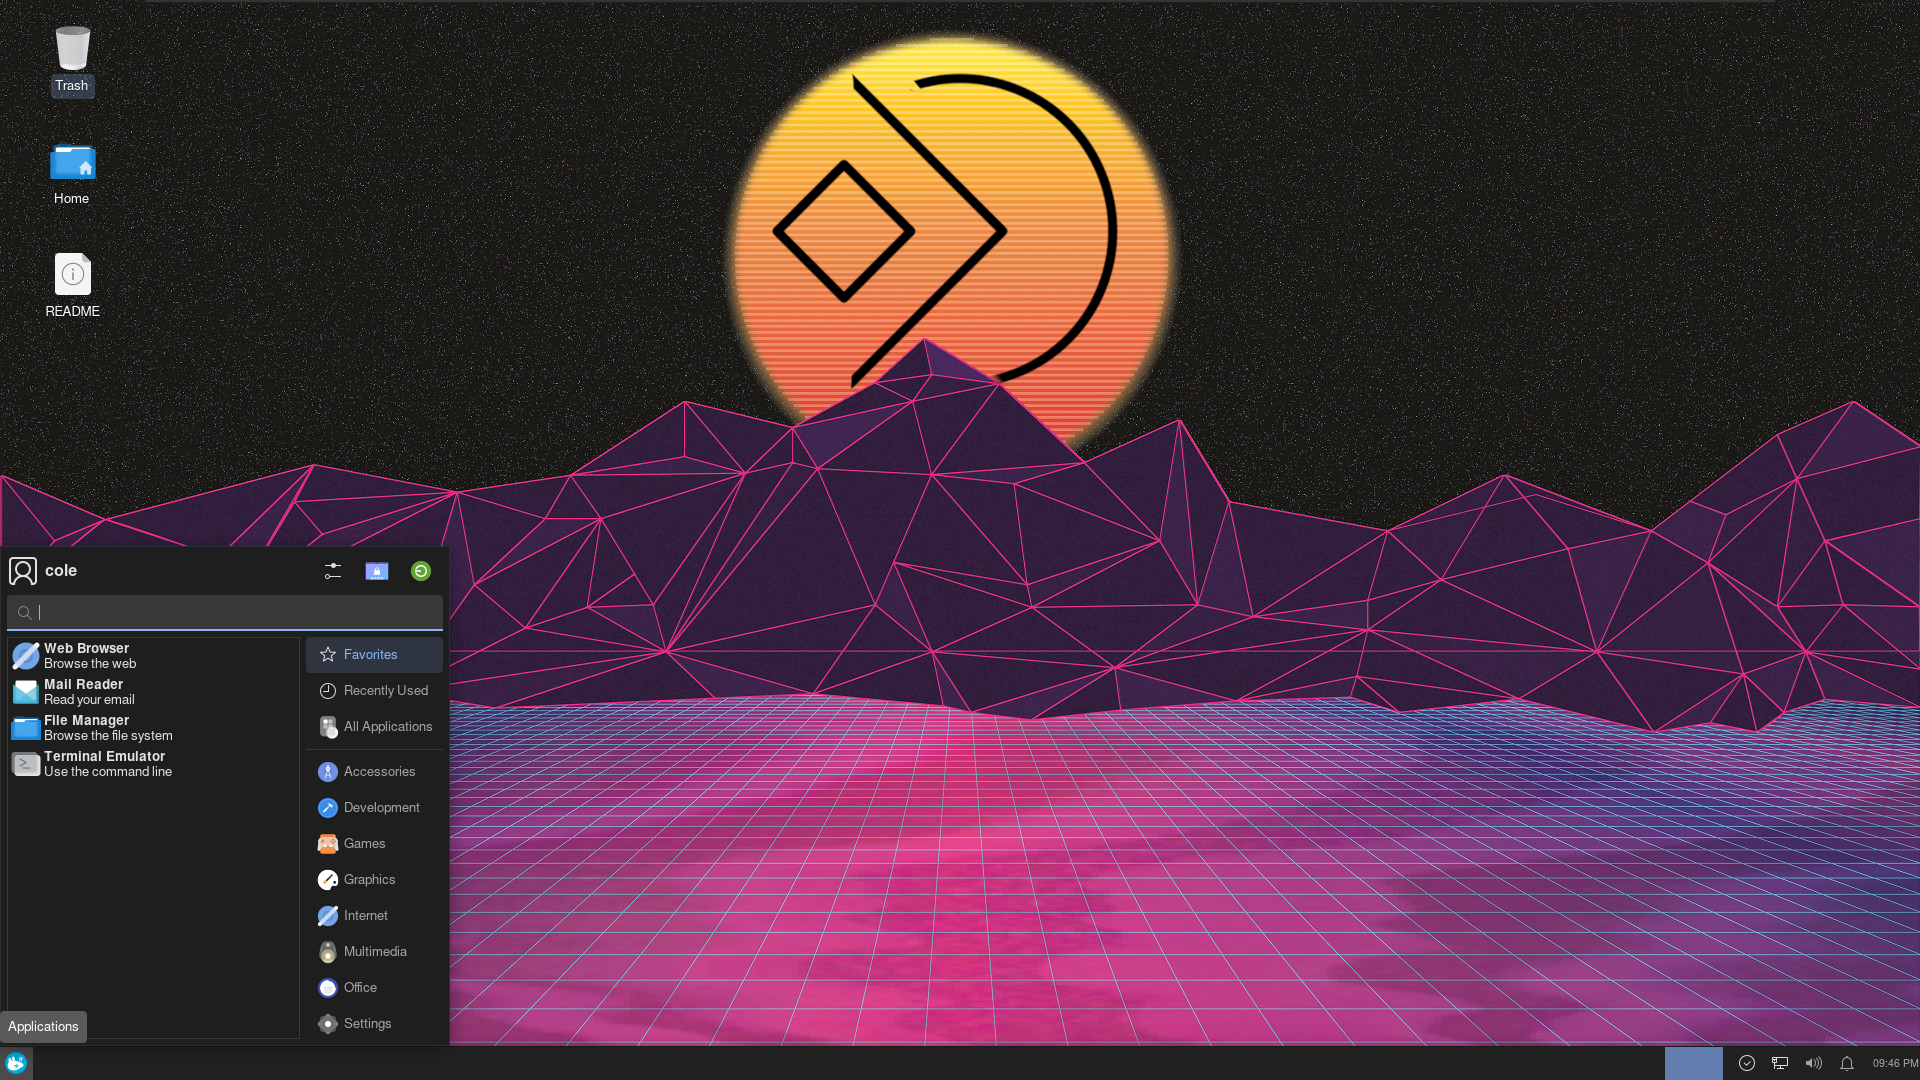 Trash
Home
README
cole
Web Browser
Browse the web
Mail Reader
Read your email
File Manager
Browse the file system
Terminal Emulator
Use the command line
Favorites
Recently Used
All Applications
Accessories
Development
Games
Graphics
Internet
Multimedia
Office
Settings
Applications
09:46 PM